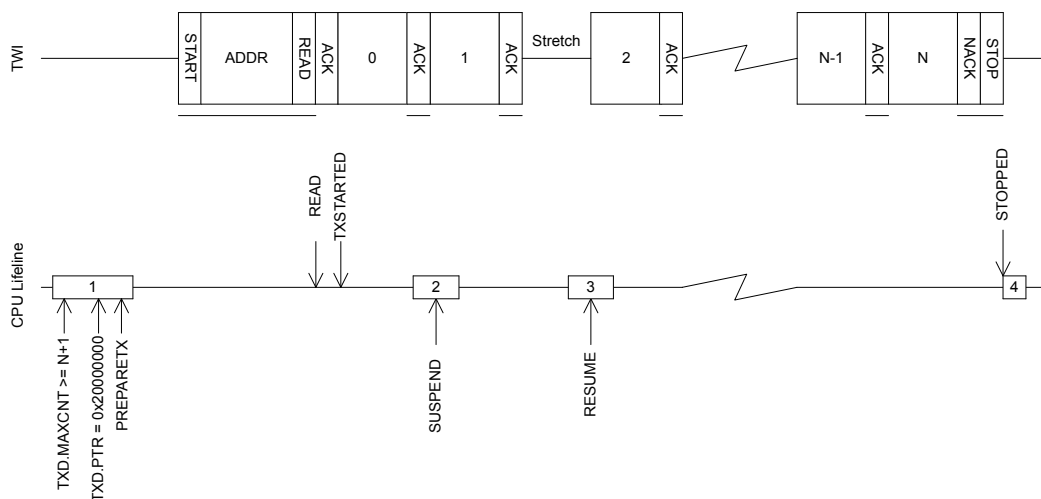 TWI
START
ADDR
READ
ACK
0
ACK
1
ACK
Stretch
2
ACK
N-1
ACK
N
NACK
STOP
READ
TXSTARTED
STOPPED
CPU Lifeline
1
2
3
4
TXD.MAXCNT >= N+1
TXD.PTR = 0x20000000
PREPARETX
SUSPEND
RESUME